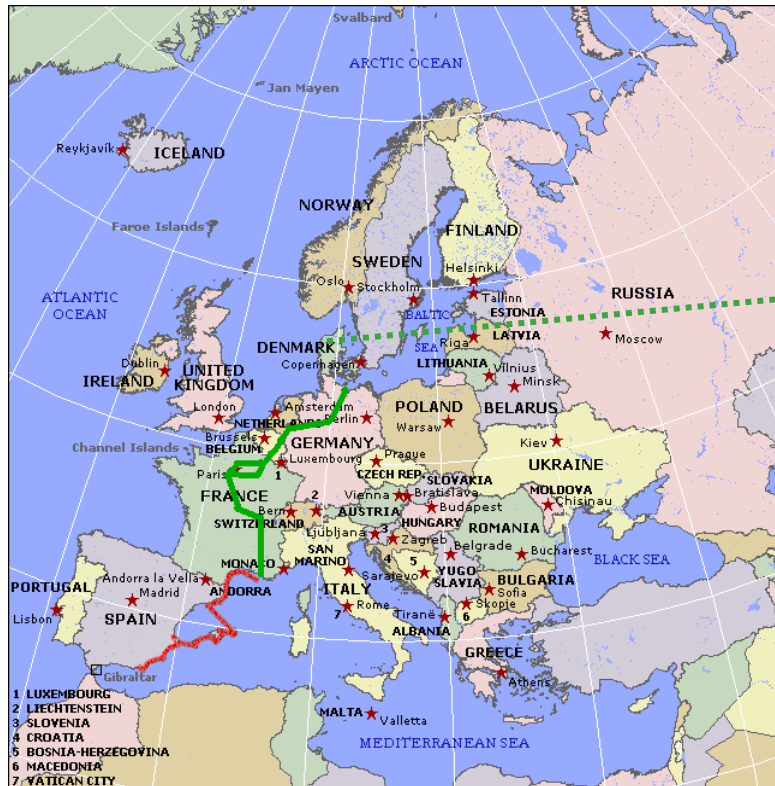 Svalbard
ARCTIC OCEAN
Jan Mayen
Reykjavík
ICELAND
NORWAY
Faroe Islands
FINLAND
SWEDEN
Helsinki
Oslo
Stockholm
Tallinn
RUSSIA
ATLANTIC
OCEAN
BALTIC
SEA
ESTONIA
Riga
LATVIA
Moscow
DENMARK
Copenhagen
LITHUANIA
Vilnius
Minsk
Dublin
IRELAND
UNITED
KINGDOM
London
Amsterdam
NETHERLANDS
Berlin
POLAND
Warsaw
BELARUS
Channel Islands
Brussels
BELGIUM
GERMANY
Kiev
UKRAINE
Paris
Luxembourg
1
Prague
CZECH REP.
SLOVAKIA
FRANCE
Bern
2
SWITZERLAND
Vienna
Bratislava
AUSTRIA
Budapest
HUNGARY
MOLDOVA
Chisinau
Ljubljana
3
Zagreb
ROMANIA
SAN
MARINO
4
5
Belgrade
Bucharest
BLACK SEA
MONACO
Sarajevo
YUGO
SLAVIA
PORTUGAL
Andorra la Vella
ANDORRA
Madrid
Lisbon
SPAIN
ITALY
7
Rome
BULGARIA
Sofia
Skopje
6
Tiranë
ALBANIA
GREECE
Athens
Gibraltar
MALTA
Valletta
MEDITERRANEAN SEA
1 LUXEMBOURG
2 LIECHTENSTEIN
3 SLOVENIA
4 CROATIA
5 BOSNIA-HERZEGOVINA
6 MACEDONIA
7 VATICAN CITY